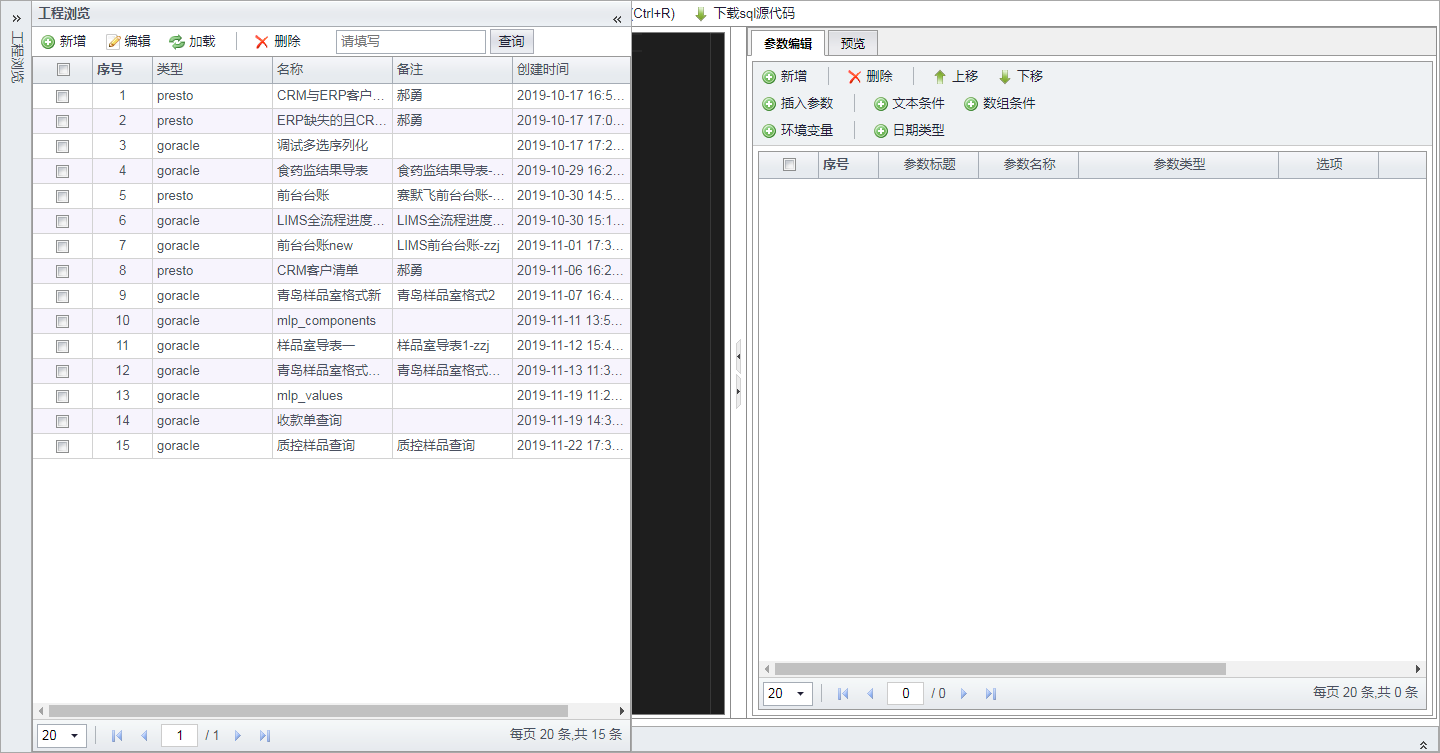 工程浏览
(Ctrl+R) 下载sql源代码
工程浏览
新增 编辑 加载 删除 请填写 查询
序号 类型 名称 备注 创建时间
1 presto CRM与ERP客户... 郝勇 2019-10-17 16:5...
2 presto ERP缺失的且CR... 郝勇 2019-10-17 17:0...
3 goracle 调试多选序列化 2019-10-17 17:2...
4 goracle 食药监结果导表 食药监结果导表-... 2019-10-29 16:2...
5 presto 前台台账 赛默飞前台台账-... 2019-10-30 14:5...
6 goracle LIMS全流程进度... LIMS全流程进度... 2019-10-30 15:1...
7 goracle 前台台账new LIMS前台台账-zzj 2019-11-01 17:3...
8 presto CRM客户清单 郝勇 2019-11-06 16:2...
9 goracle 青岛样品室格式新 青岛样品室格式2 2019-11-07 16:4...
10 goracle mlp_components 2019-11-11 13:5...
11 goracle 样品室导表一 样品室导表1-zzj 2019-11-12 15:4...
12 goracle 青岛样品室格式... 青岛样品室格式... 2019-11-13 11:3...
13 goracle mlp_values 2019-11-19 11:2...
14 goracle 收款单查询 2019-11-19 14:3...
15 goracle 质控样品查询 质控样品查询 2019-11-22 17:3...
20 1 / 1 每页 20 条,共 15 条
参数编辑 预览
新增 删除 上移 下移
插入参数 文本条件 数组条件
环境变量 日期类型
序号 参数标题 参数名称 参数类型 选项
20 0 / 0 每页 20 条,共 0 条